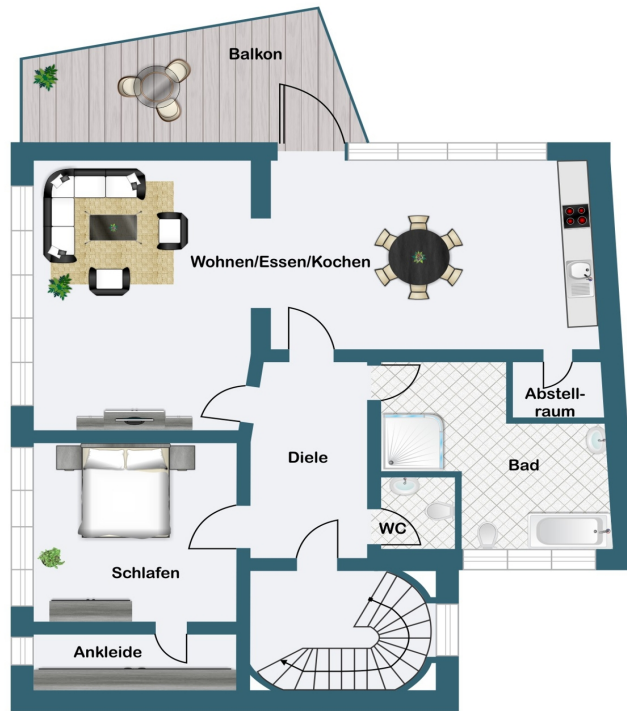 Balkon
Wohnen/Essen/Kochen
Abstell-
raum
Diele
Bad
WC
Schlafen
Ankleide